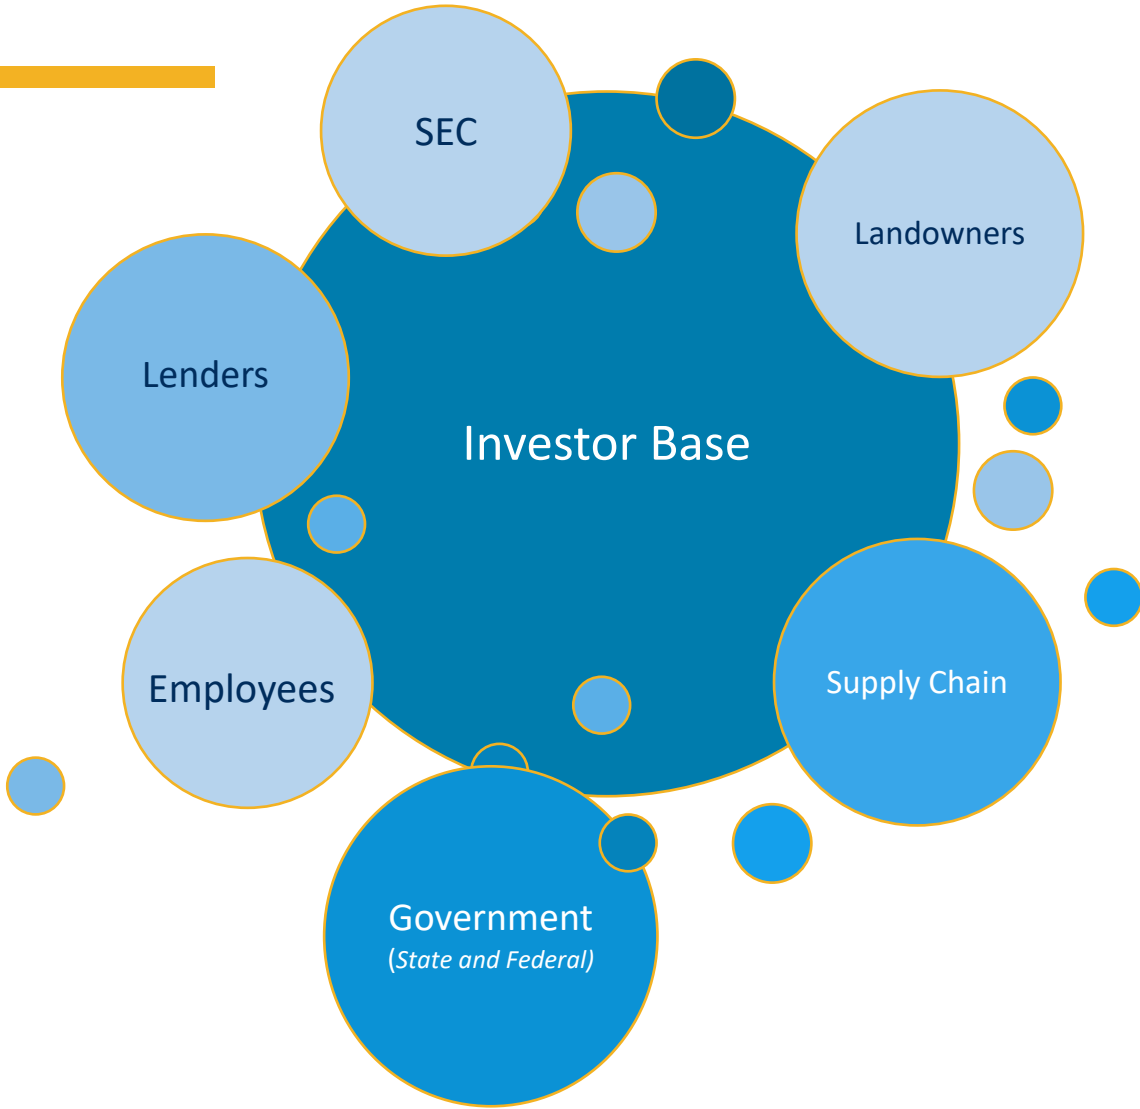 SEC
Landowners
Lenders
Investor Base
Supply Chain
Employees
Government
(State and Federal)